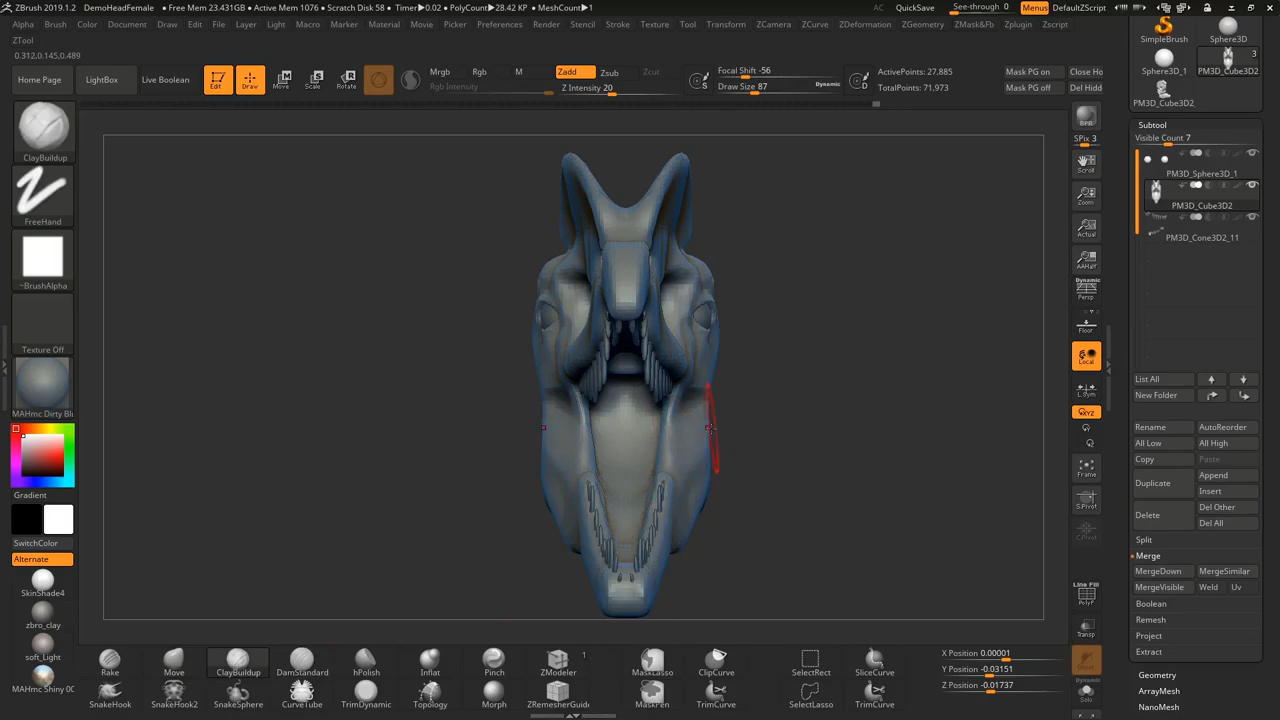 ZBrush 2019.1.2 DemoHeadFemale • Free Mem 23.431GB • Active Mem 1076 • Scratch Disk 58 • Timer▶0.02 • PolyCount▶28.42 KP • MeshCount▶1 AC QuickSave See-through 0 Menus DefaultZScript
Alpha Brush Color Document Draw Edit File Layer Light Macro Marker Material Movie Picker Preferences Render Stencil Stroke Texture Tool Transform ZCamera ZCurve ZDeformation ZGeometry ZMask&Fb Zplugin Zscript
ZTool
0.312,0.145,0.489
Home Page LightBox Live Boolean Edit Draw Move Scale Rotate
Mrgb Rgb M Zadd Zsub Zcut
Rgb Intensity Z Intensity 20
Focal Shift -56
Draw Size 87 Dynamic
ActivePoints: 27,885
TotalPoints: 71,973
Mask PG on Close Ho
Mask PG off Del Hidd
ClayBuildup
FreeHand
~BrushAlpha
Texture Off
MAHmc Dirty Blu
Gradient
SwitchColor
Alternate
SkinShade4
zbro_clay
soft_Light
BPR
SPix 3
Scroll
Zoom
Actual
AAHalf
Dynamic
Persp
Floor
Local
L.Sym
XYZ
Frame
S.Pivot
C.Pivot
Line Fill
PolyF
Transp
Dynamic
Solo
SimpleBrush Sphere3D
3
Sphere3D_1 PM3D_Cube3D2
PM3D_Cube3D2
Subtool
Visible Count 7
PM3D_Sphere3D_1
PM3D_Cube3D2
PM3D_Cone3D2_11
List All
New Folder
Rename AutoReorder
All Low All High
Copy Paste
Duplicate Append
Insert
Delete Del Other
Del All
Split
Merge
MergeDown MergeSimilar
MergeVisible Weld Uv
Boolean
Remesh
Project
Extract
Geometry
ArrayMesh
NanoMesh
Rake Move ClayBuildup DamStandard hPolish Inflat Pinch ZModeler 1 MaskLasso ClipCurve SelectRect SliceCurve
SnakeHook SnakeHook2 SnakeSphere CurveTube TrimDynamic Topology Morph ZRemesherGuide MaskPen TrimCurve SelectLasso TrimCurve
X Position 0.00001
Y Position -0.03151
Z Position -0.01737